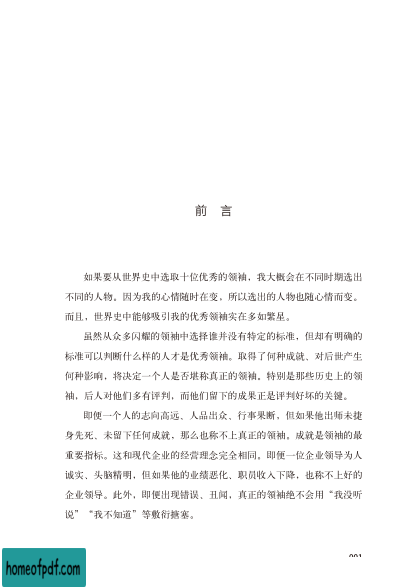 前 言
如果要从世界史中选取十位优秀的领袖，我大概会在不同时期选出
不同的人物。因为我的心情随时在变，所以选出的人物也随心情而变。
而且，世界史中能够吸引我的优秀领袖实在多如繁星。
虽然从众多闪耀的领袖中选择谁并没有特定的标准，但却有明确的
标准可以判断什么样的人才是优秀领袖。取得了何种成就、对后世产生
何种影响，将决定一个人是否堪称真正的领袖。特别是那些历史上的领
袖，后人对他们多有评判，而他们留下的成果正是评判好坏的关键。
即便一个人的志向高远、人品出众、行事果断，但如果他出师未捷
身先死、未留下任何成就，那么也称不上真正的领袖。成就是领袖的最
重要指标。这和现代企业的经营理念完全相同。即便一位企业领导为人
诚实、头脑精明，但如果他的业绩恶化、职员收入下降，也称不上好的
企业领导。此外，即便出现错误、丑闻，真正的领袖绝不会用“我没听
说”“我不知道”等敷衍搪塞。
001
homeofpdf.com